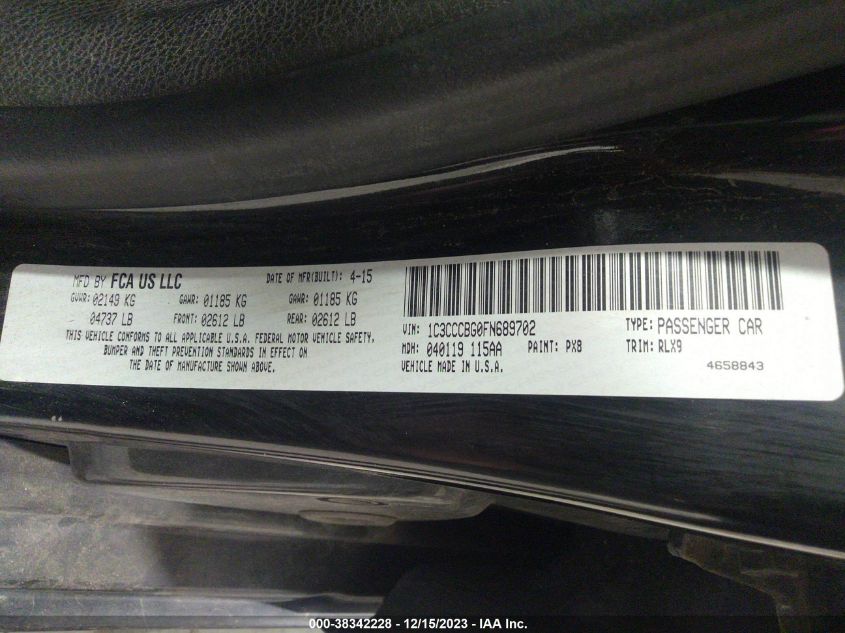 MFD BY FCA US LLC DATE OF MFR(BUILT): 4-15
GVWR: 02149 KG GAWR: 01185 KG GAWR: 01185 KG
04737 LB FRONT: 02612 LB REAR: 02612 LB
THIS VEHICLE CONFORMS TO ALL APPLICABLE U.S.A. FEDERAL MOTOR VEHICLE SAFETY,
BUMPER AND THEFT PREVENTION STANDARDS IN EFFECT ON
THE DATE OF MANUFACTURE SHOWN ABOVE.
VIN: 1C3CCCBG0FN689702 TYPE: PASSENGER CAR
MDH: 040119 115AA PAINT: PX8 TRIM: RLX9
VEHICLE MADE IN U.S.A. 4658843
000-38342228 - 12/15/2023 - IAA Inc.